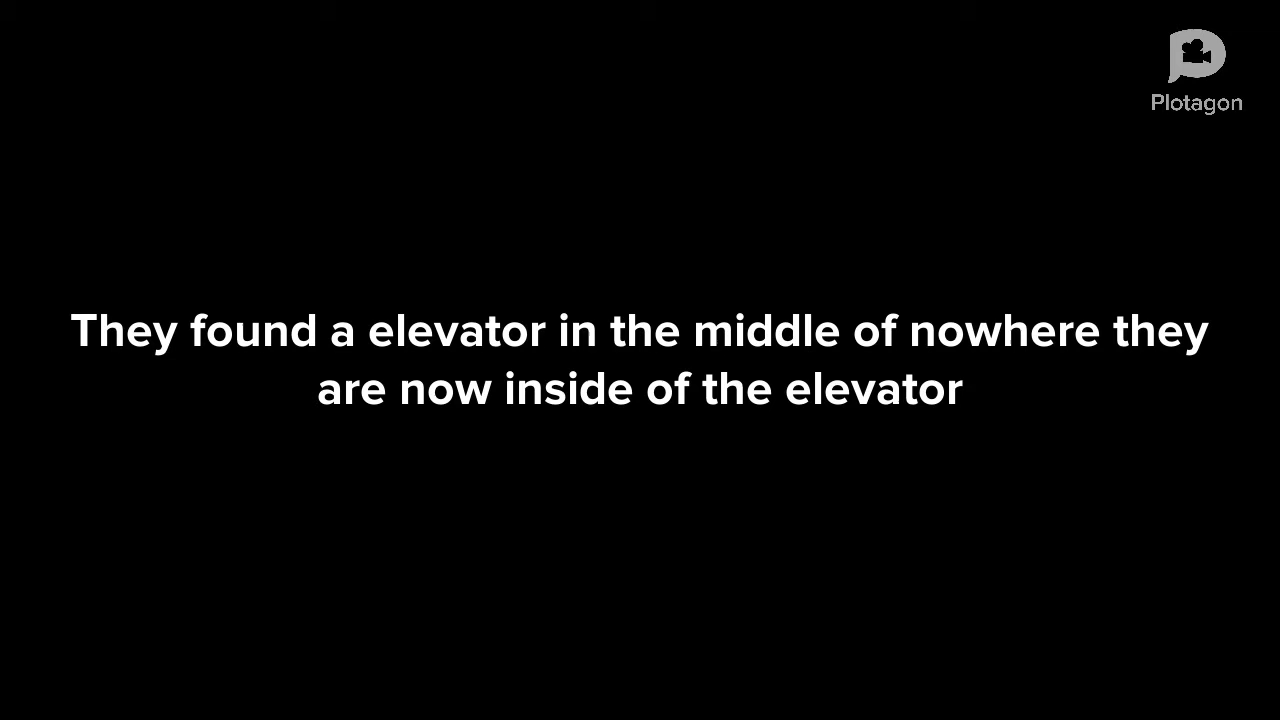 Plotagon
They found a elevator in the middle of nowhere they
are now inside of the elevator